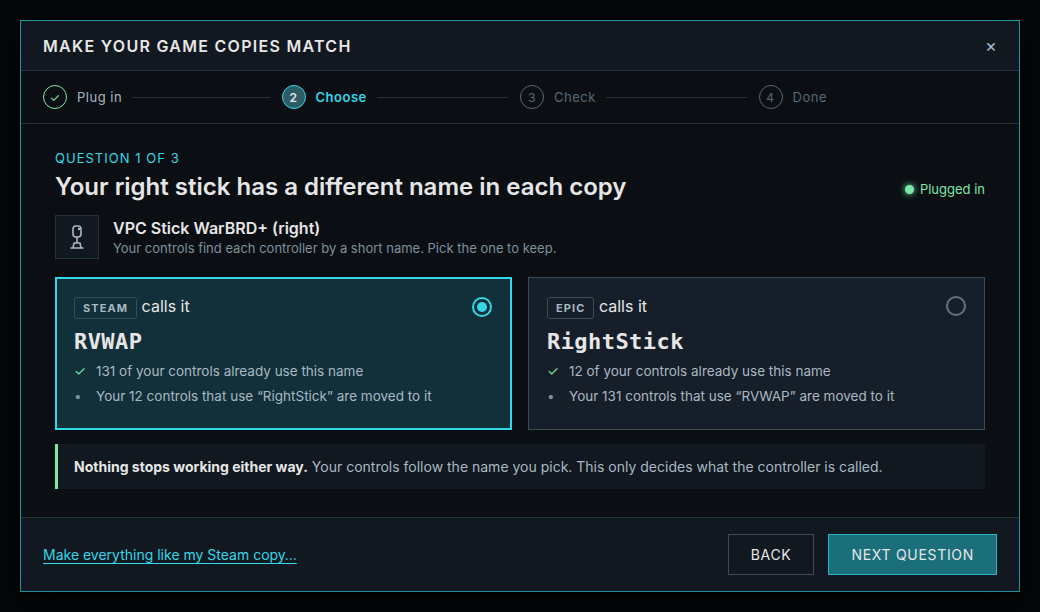 MAKE YOUR GAME COPIES MATCH ×
✓ Plug in 2 Choose 3 Check 4 Done
QUESTION 1 OF 3
Your right stick has a different name in each copy
Plugged in
VPC Stick WarBRD+ (right)
Your controls find each controller by a short name. Pick the one to keep.
STEAM calls it
RVWAP
✓ 131 of your controls already use this name
• Your 12 controls that use “RightStick” are moved to it
EPIC calls it
RightStick
✓ 12 of your controls already use this name
• Your 131 controls that use “RVWAP” are moved to it
Nothing stops working either way. Your controls follow the name you pick. This only decides what the controller is called.
Make everything like my Steam copy...
BACK
NEXT QUESTION